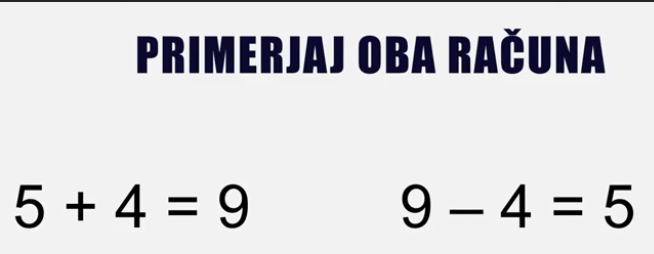 PRIMERJAJ OBA RAČUNA
5 + 4 = 9 9 – 4 = 5